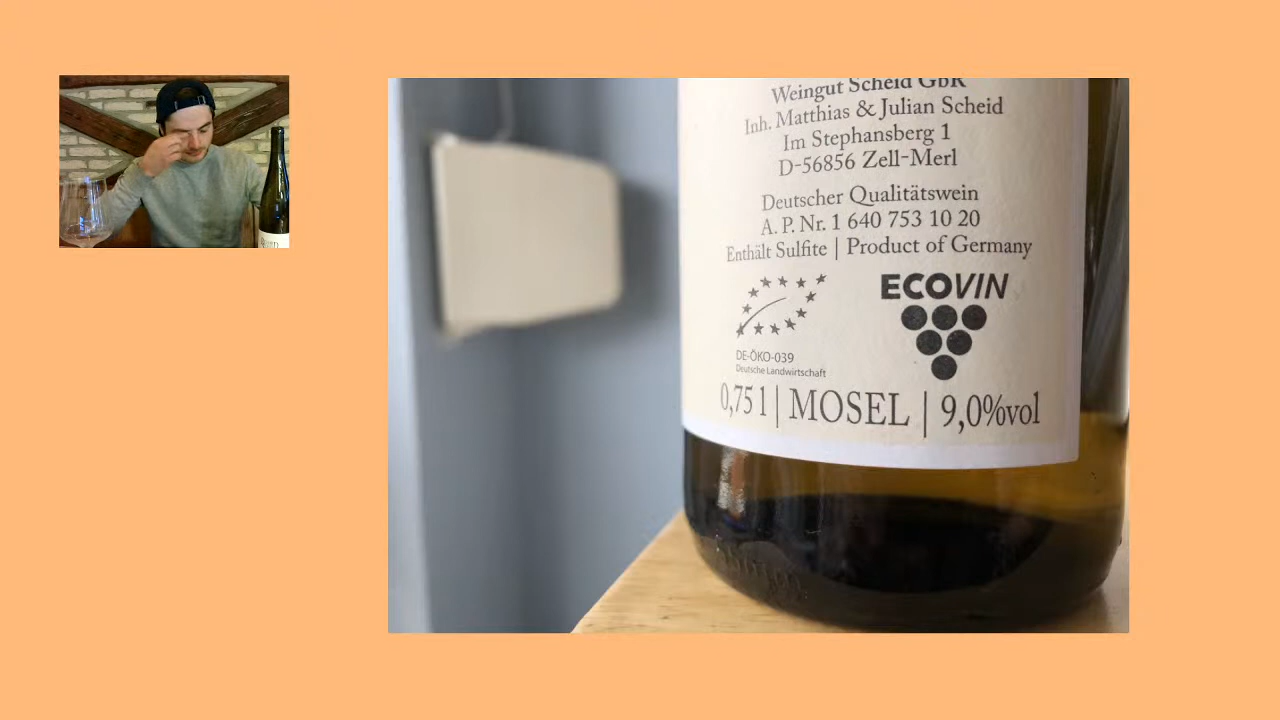 Weingut Scheid GbR
Inh. Matthias & Julian Scheid
Im Stephansberg 1
D-56856 Zell-Merl
Deutscher Qualitätswein
A. P. Nr. 1 640 753 10 20
Enthält Sulfite | Product of Germany
ECOVIN
DE-ÖKO-039
Deutsche Landwirtschaft
0,75 l | MOSEL | 9,0%vol